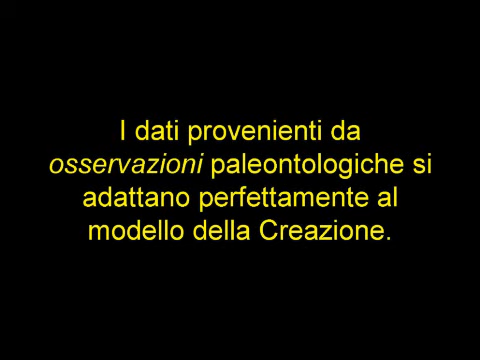 I dati provenienti da
osservazioni paleontologiche si
adattano perfettamente al
modello della Creazione.